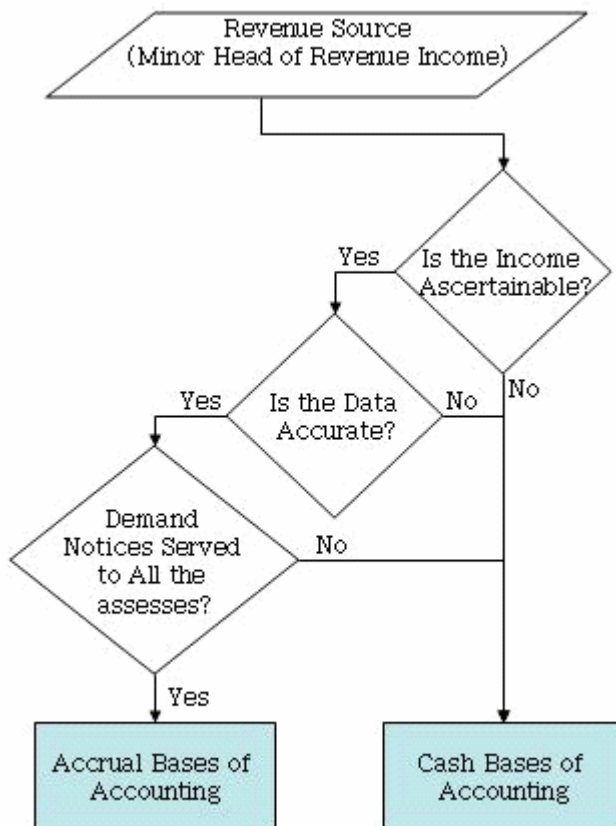 Revenue Source
(Minor Head of Revenue Income)
Yes
Is the Income
Ascertainable?
No
Yes
Is the Data
Accurate?
No
Demand
Notices Served
to All the
assesses?
No
Yes
Accrual Bases of
Accounting
Cash Bases of
Accounting